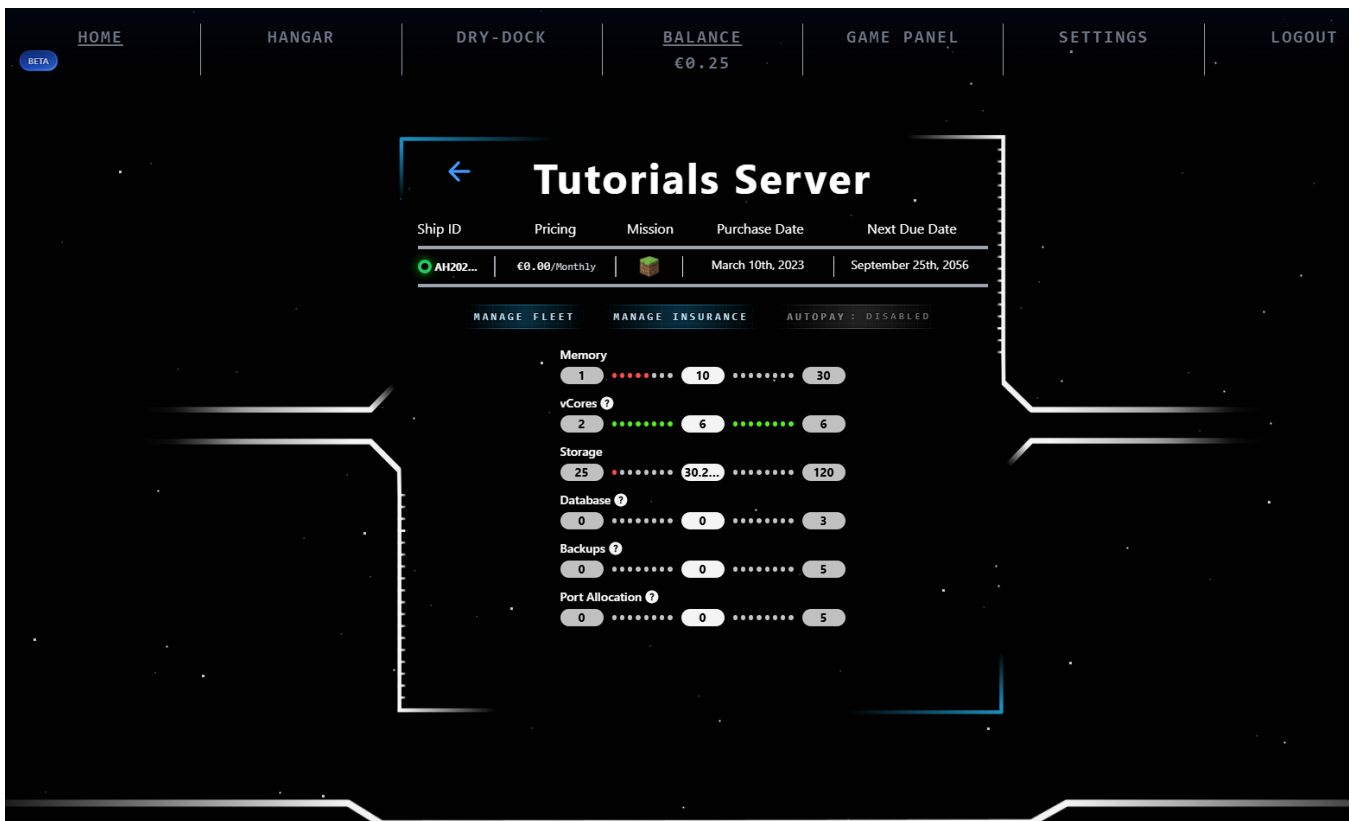 HOME HANGAR DRY-DOCK BALANCE GAME PANEL SETTINGS LOGOUT
BETA €0.25
Tutorials Server
Ship ID Pricing Mission Purchase Date Next Due Date
AH202... €0.00/Monthly March 10th, 2023 September 25th, 2056
MANAGE FLEET MANAGE INSURANCE AUTOPAY: DISABLED
Memory
1 10 30
vCores ?
2 6 6
Storage
25 30.2... 120
Database ?
0 0 3
Backups ?
0 0 5
Port Allocation ?
0 0 5